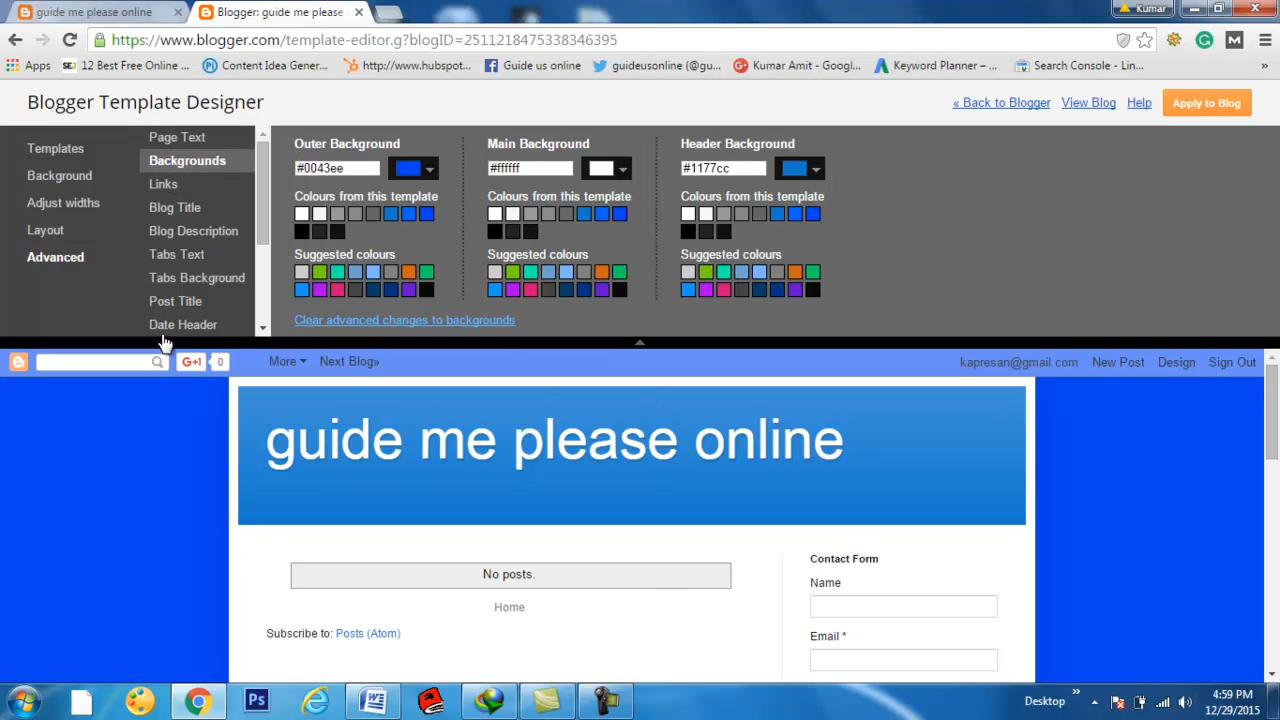 guide me please online
Blogger: guide me please
Kumar
https://www.blogger.com/template-editor.g?blogID=2511218475338346395
Apps
12 Best Free Online ...
Content Idea Gener...
http://www.hubspot...
Guide us online
guideusonline (@gu...
Kumar Amit - Googl...
Keyword Planner – ...
Search Console - Lin...
»
Blogger Template Designer
« Back to Blogger
View Blog
Help
Apply to Blog
Templates
Background
Adjust widths
Layout
Advanced
Page Text
Backgrounds
Links
Blog Title
Blog Description
Tabs Text
Tabs Background
Post Title
Date Header
Outer Background
#0043ee
Colours from this template
Suggested colours
Main Background
#ffffff
Colours from this template
Suggested colours
Header Background
#1177cc
Colours from this template
Suggested colours
Clear advanced changes to backgrounds
G+1
0
More
Next Blog»
kapresan@gmail.com
New Post
Design
Sign Out
guide me please online
No posts.
Home
Subscribe to: Posts (Atom)
Contact Form
Name
Email *
Ps
Desktop
»
4:59 PM
12/29/2015